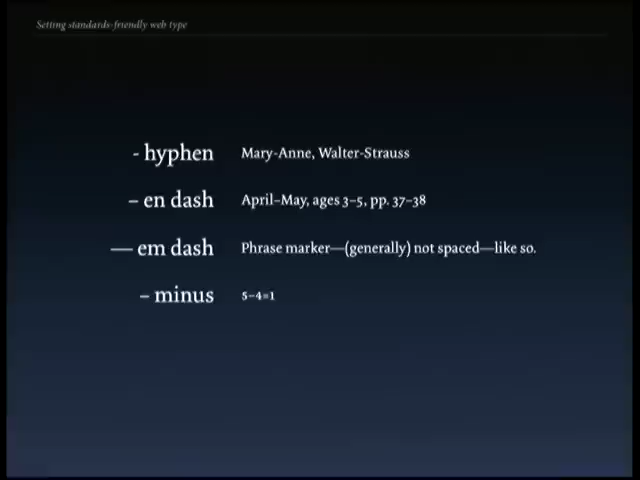 Setting standards-friendly web type
- hyphen Mary-Anne, Walter-Strauss
– en dash April–May, ages 3–5, pp. 37–38
— em dash Phrase marker—(generally) not spaced—like so.
− minus 5−4=1